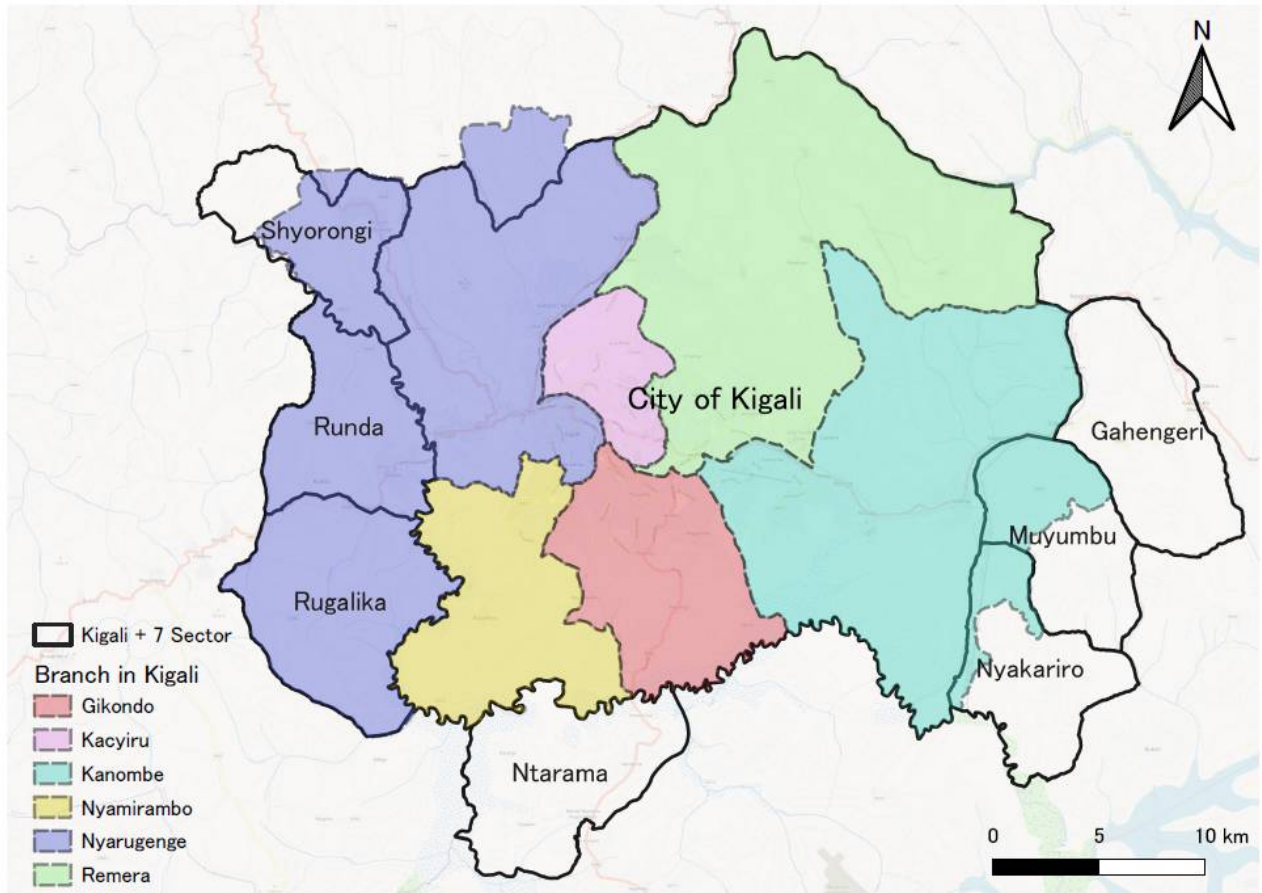 N
Shyorongi
City of Kigali
Runda
Gahengeri
Muyumbu
Rugalika
Nyakariro
Ntarama
Kigali + 7 Sector
Branch in Kigali
Gikondo
Kacyiru
Kanombe
Nyamirambo
Nyarugenge
Remera
0 5 10 km